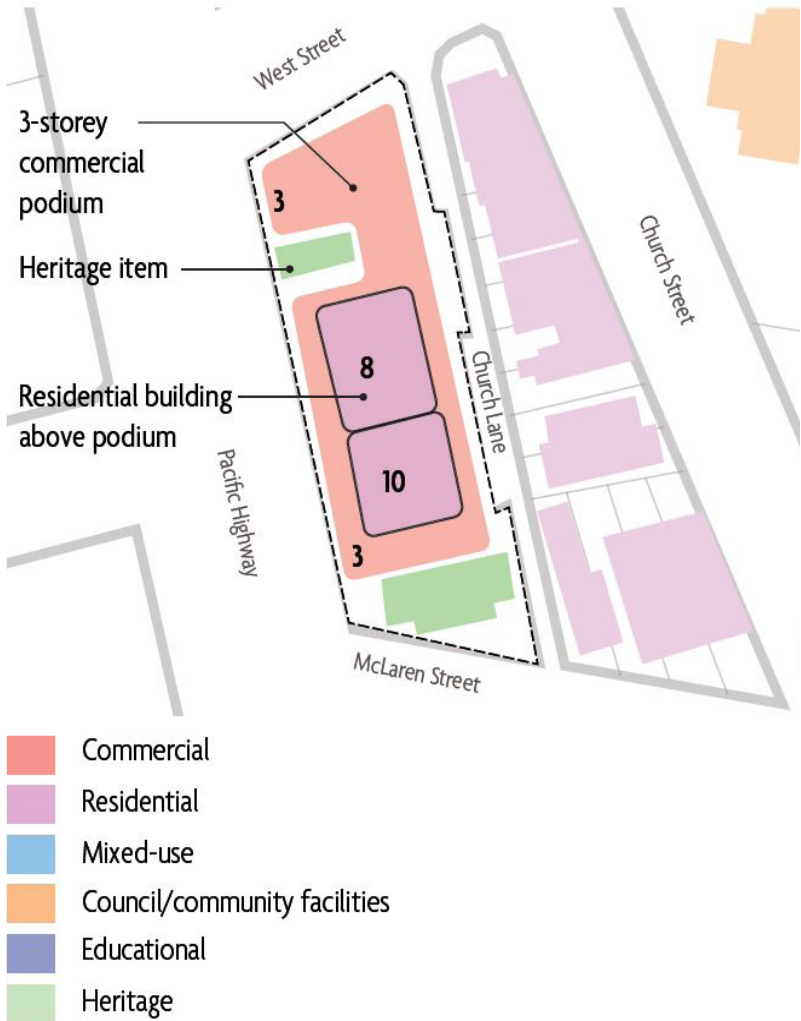 West Street
3-storey
commercial
podium
3
Heritage item
Church Street
8
Church Lane
Residential building
above podium
10
Pacific Highway
3
McLaren Street
Commercial
Residential
Mixed-use
Council/community facilities
Educational
Heritage